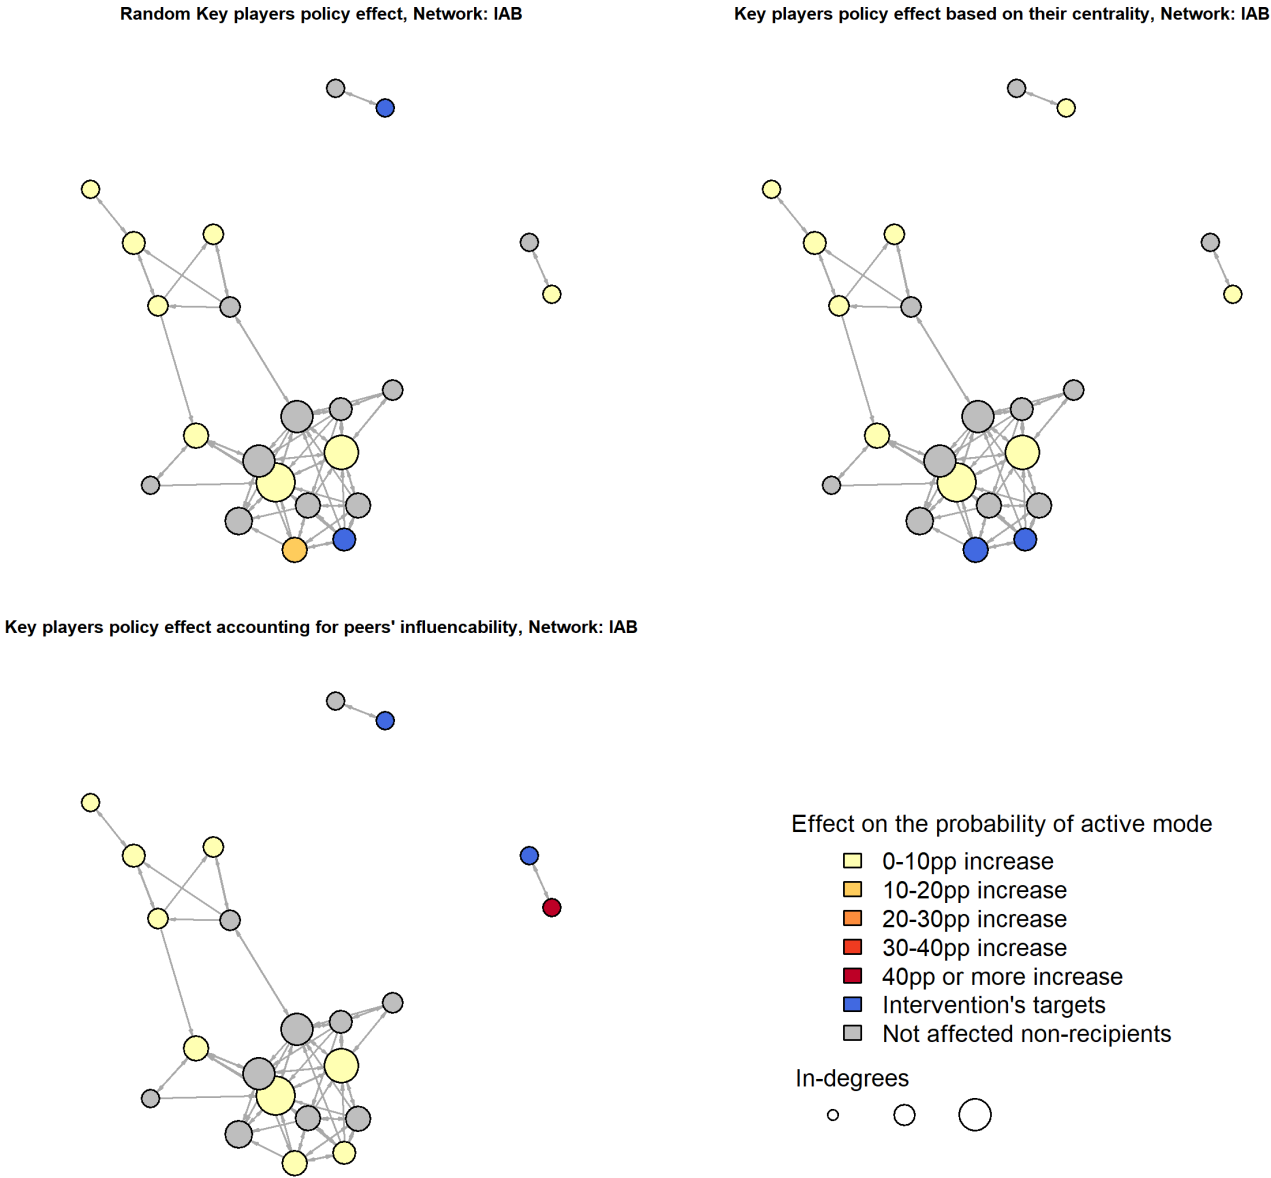 Random Key players policy effect, Network: IAB
Key players policy effect based on their centrality, Network: IAB
Key players policy effect accounting for peers' influencability, Network: IAB
Effect on the probability of active mode
0-10pp increase
10-20pp increase
20-30pp increase
30-40pp increase
40pp or more increase
Intervention's targets
Not affected non-recipients
In-degrees